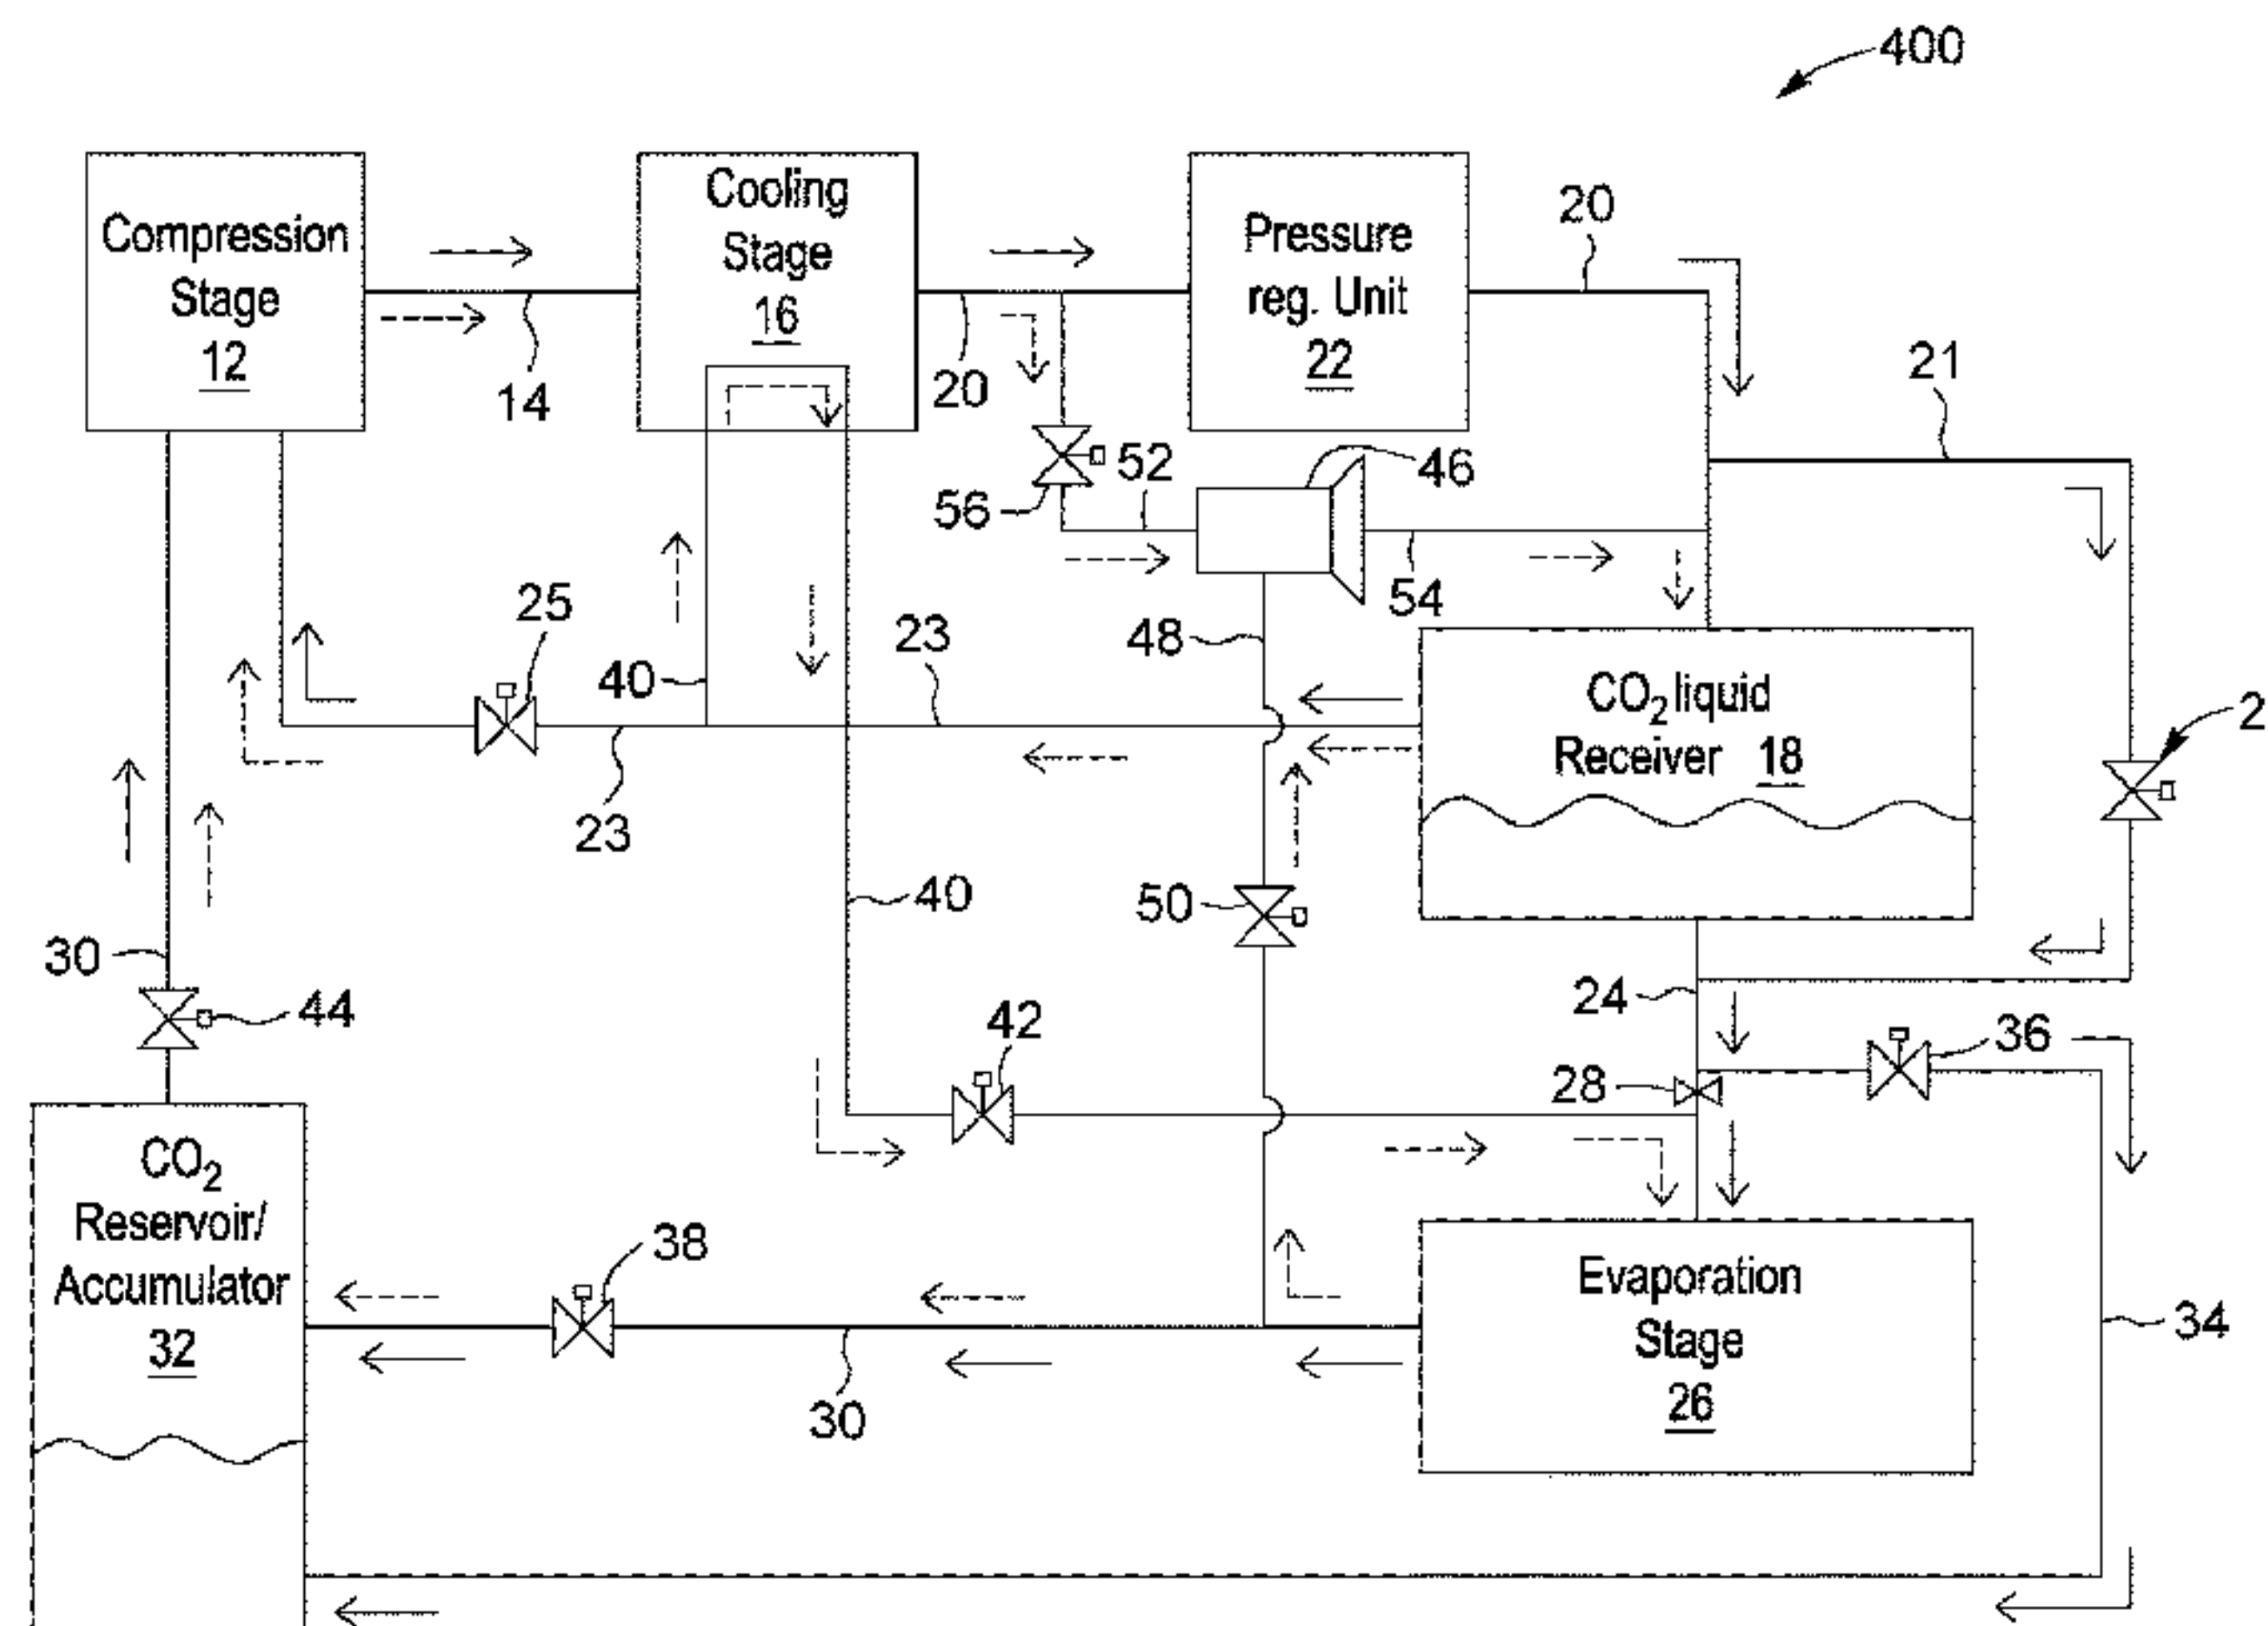 400
Compression
Stage
12
14
Cooling
Stage
16
20
Pressure
reg. Unit
22
20
21
56
52
46
54
25
40
23
23
48
CO2 liquid
Receiver 18
2
40
50
30
44
42
24
28
36
CO2
Reservoir/
Accumulator
32
38
30
Evaporation
Stage
26
34